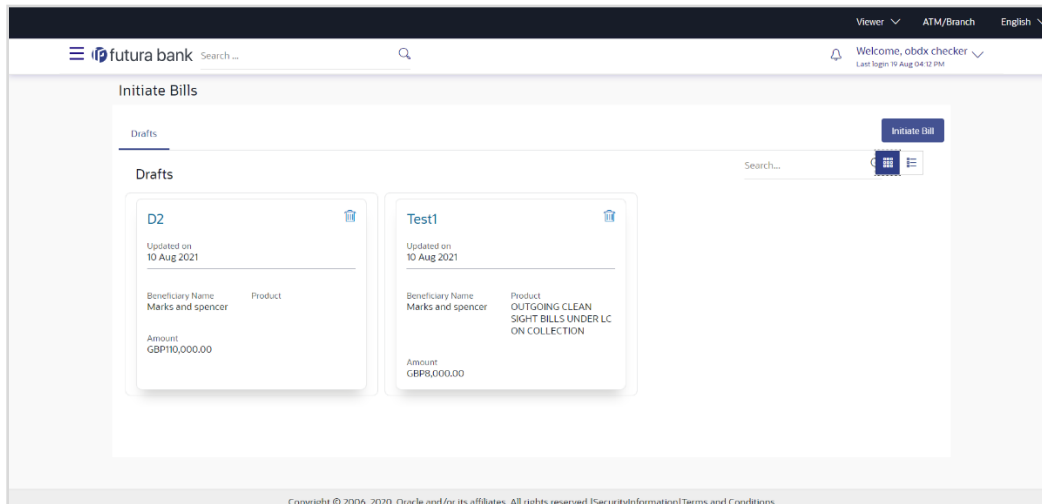 Viewer ATM/Branch English
futura bank Search ... Welcome, obdx checker
Last login 19 Aug 04:12 PM
Initiate Bills
Drafts Initiate Bill
Drafts Search...
D2
Updated on
10 Aug 2021
Beneficiary Name Product
Marks and spencer
Amount
GBP110,000.00
Test1
Updated on
10 Aug 2021
Beneficiary Name Product
Marks and spencer OUTGOING CLEAN
SIGHT BILLS UNDER LC
ON COLLECTION
Amount
GBP8,000.00
Copyright © 2006, 2020, Oracle and/or its affiliates. All rights reserved.|SecurityInformation|Terms and Conditions